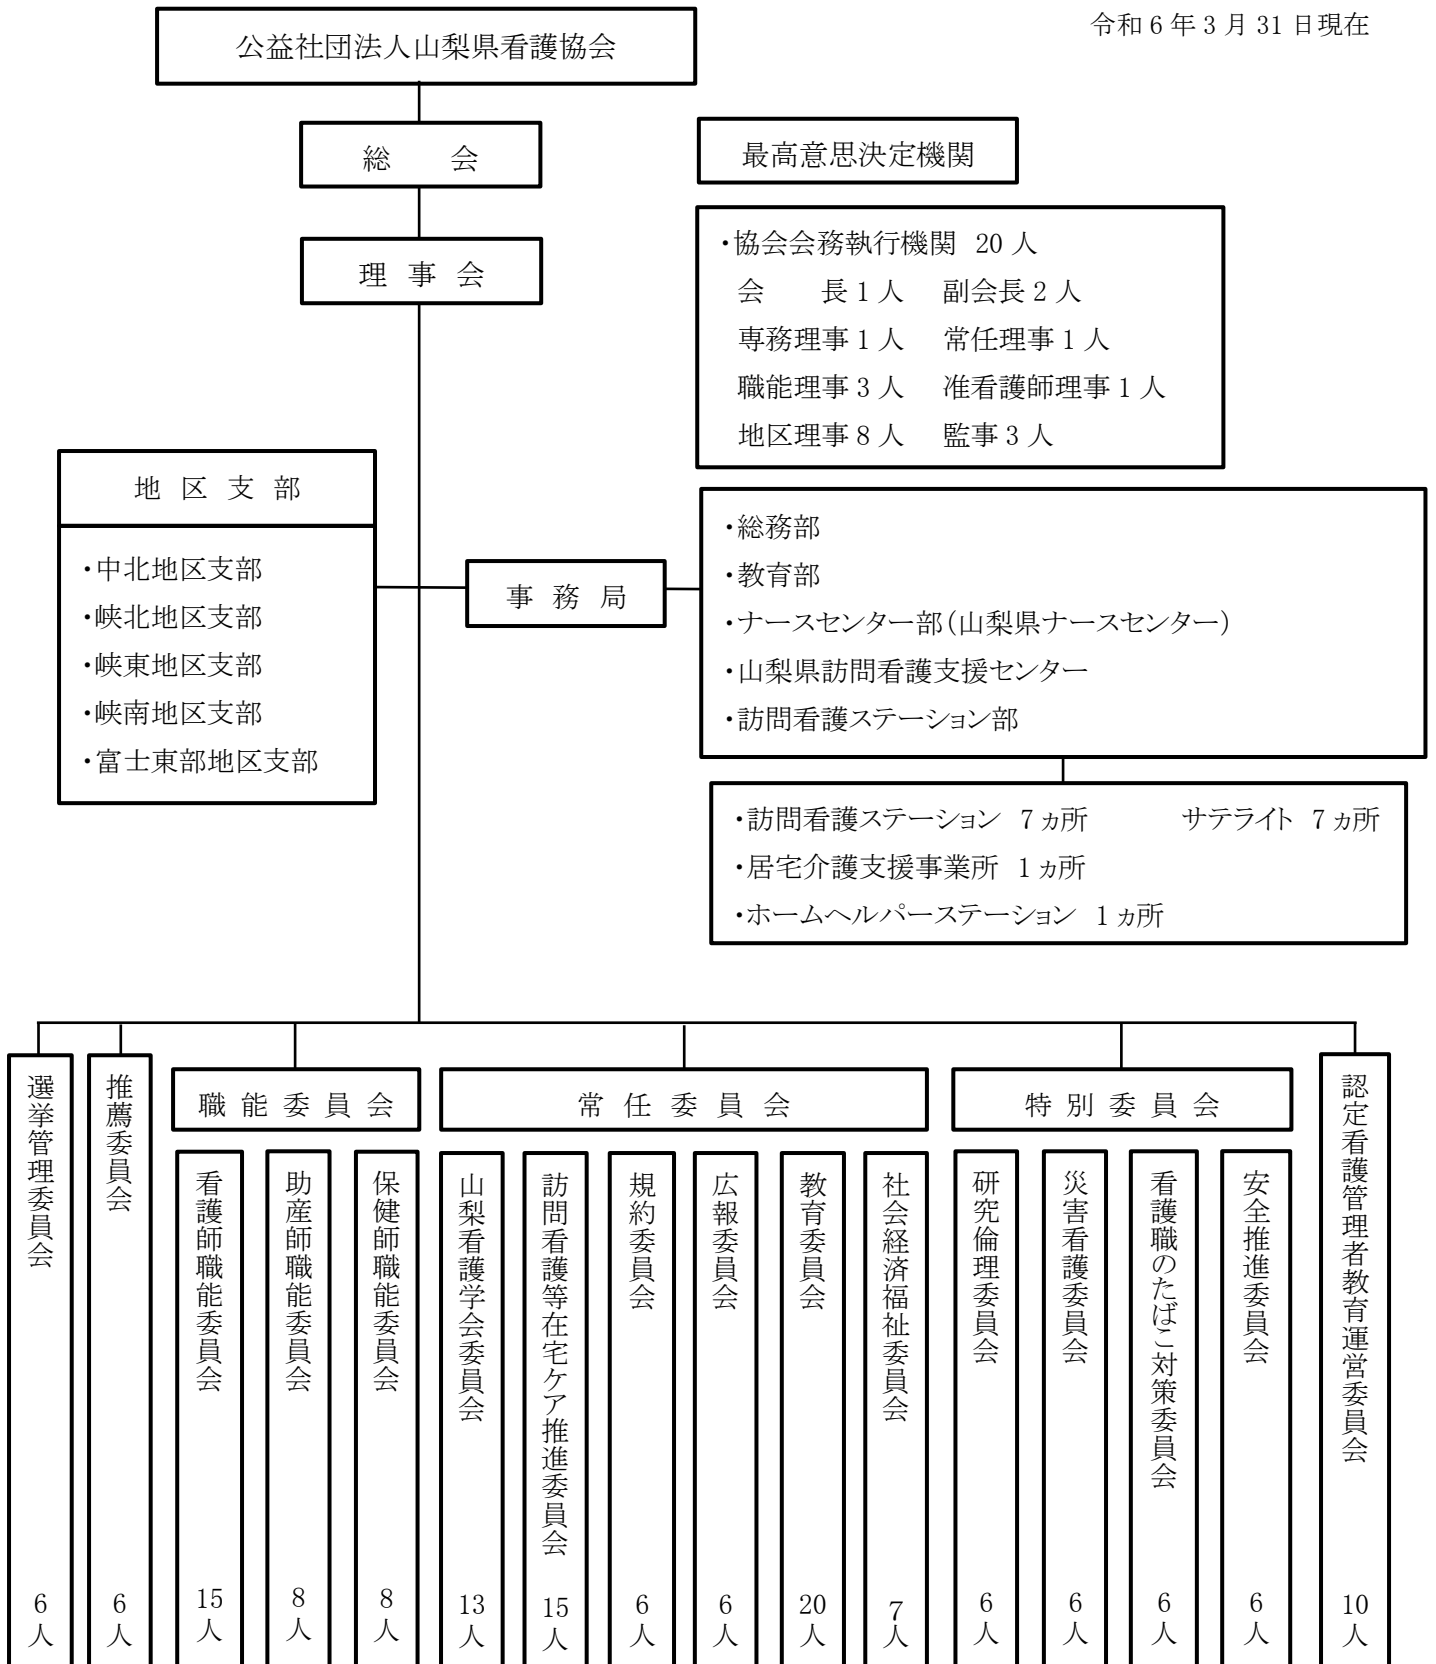 令和6年3月31日現在
公益社団法人山梨県看護協会
総　会
最高意思決定機関
理 事 会
・協会会務執行機関 20人
会　長1人　副会長2人
専務理事1人　常任理事1人
職能理事3人　准看護師理事1人
地区理事8人　監事3人
地 区 支 部
・中北地区支部
・峡北地区支部
・峡東地区支部
・峡南地区支部
・富士東部地区支部
事 務 局
・総務部
・教育部
・ナースセンター部(山梨県ナースセンター)
・山梨県訪問看護支援センター
・訪問看護ステーション部
・訪問看護ステーション 7ヵ所　サテライト 7ヵ所
・居宅介護支援事業所 1ヵ所
・ホームヘルパーステーション 1ヵ所
選挙管理委員会
6人
推薦委員会
6人
職 能 委 員 会
看護師職能委員会
15人
助産師職能委員会
8人
保健師職能委員会
8人
常 任 委 員 会
山梨看護学会委員会
13人
訪問看護等在宅ケア推進委員会
15人
規約委員会
6人
広報委員会
6人
教育委員会
20人
社会経済福祉委員会
7人
特 別 委 員 会
研究倫理委員会
6人
災害看護委員会
6人
看護職のたばこ対策委員会
6人
安全推進委員会
6人
認定看護管理者教育運営委員会
10人